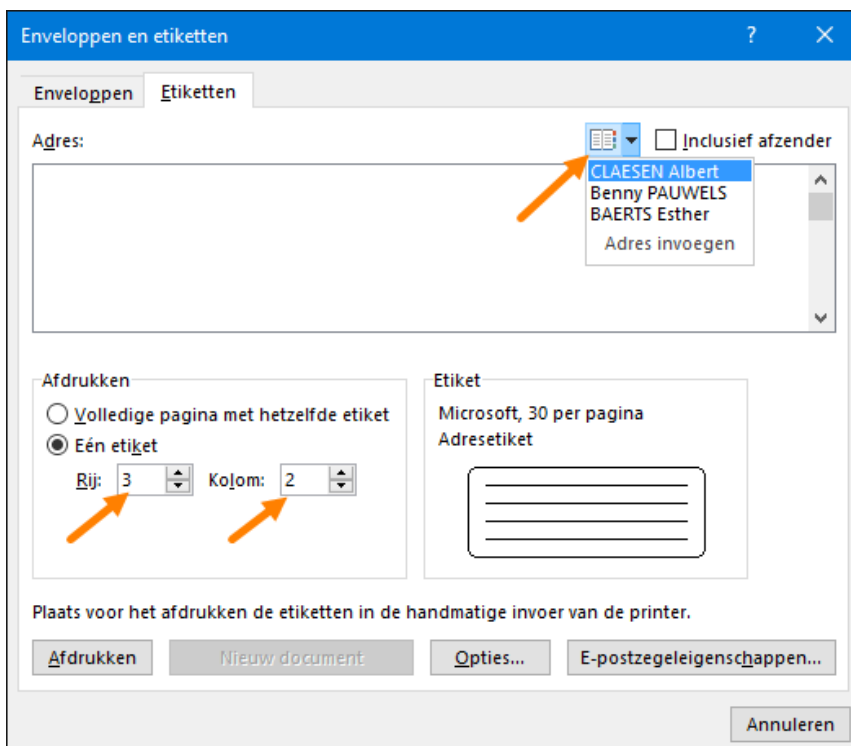 Enveloppen en etiketten ? ×
Enveloppen Etiketten
Adres: Inclusief afzender
CLAESEN Albert
Benny PAUWELS
BAERTS Esther
Adres invoegen
Afdrukken
Volledige pagina met hetzelfde etiket
Eén etiket
Rij: 3 Kolom: 2
Etiket
Microsoft, 30 per pagina
Adresetiket
Plaats voor het afdrukken de etiketten in de handmatige invoer van de printer.
Afdrukken Nieuw document Opties... E-postzegeleigenschappen...
Annuleren